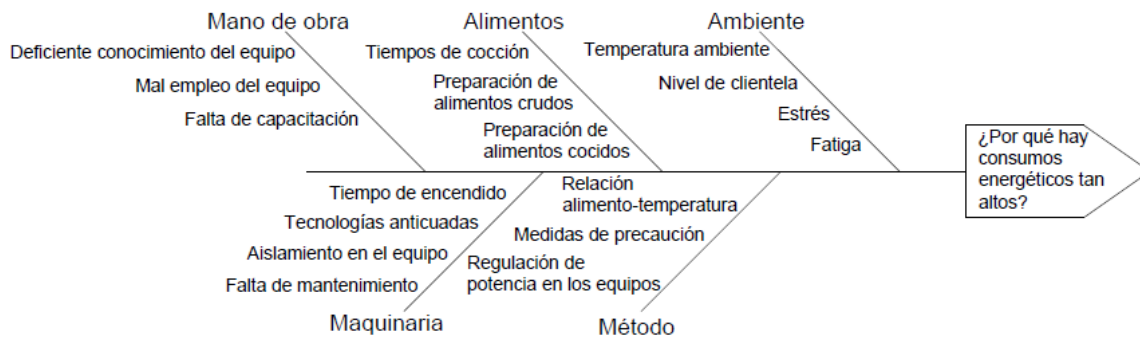 Mano de obra
Deficiente conocimiento del equipo
Mal empleo del equipo
Falta de capacitación
Alimentos
Tiempos de cocción
Preparación de
alimentos crudos
Preparación de
alimentos cocidos
Ambiente
Temperatura ambiente
Nivel de clientela
Estrés
Fatiga
¿Por qué hay
consumos
energéticos tan
altos?
Tiempo de encendido
Tecnologías anticuadas
Aislamiento en el equipo
Falta de mantenimiento
Maquinaria
Relación
alimento-temperatura
Medidas de precaución
Regulación de
potencia en los equipos
Método